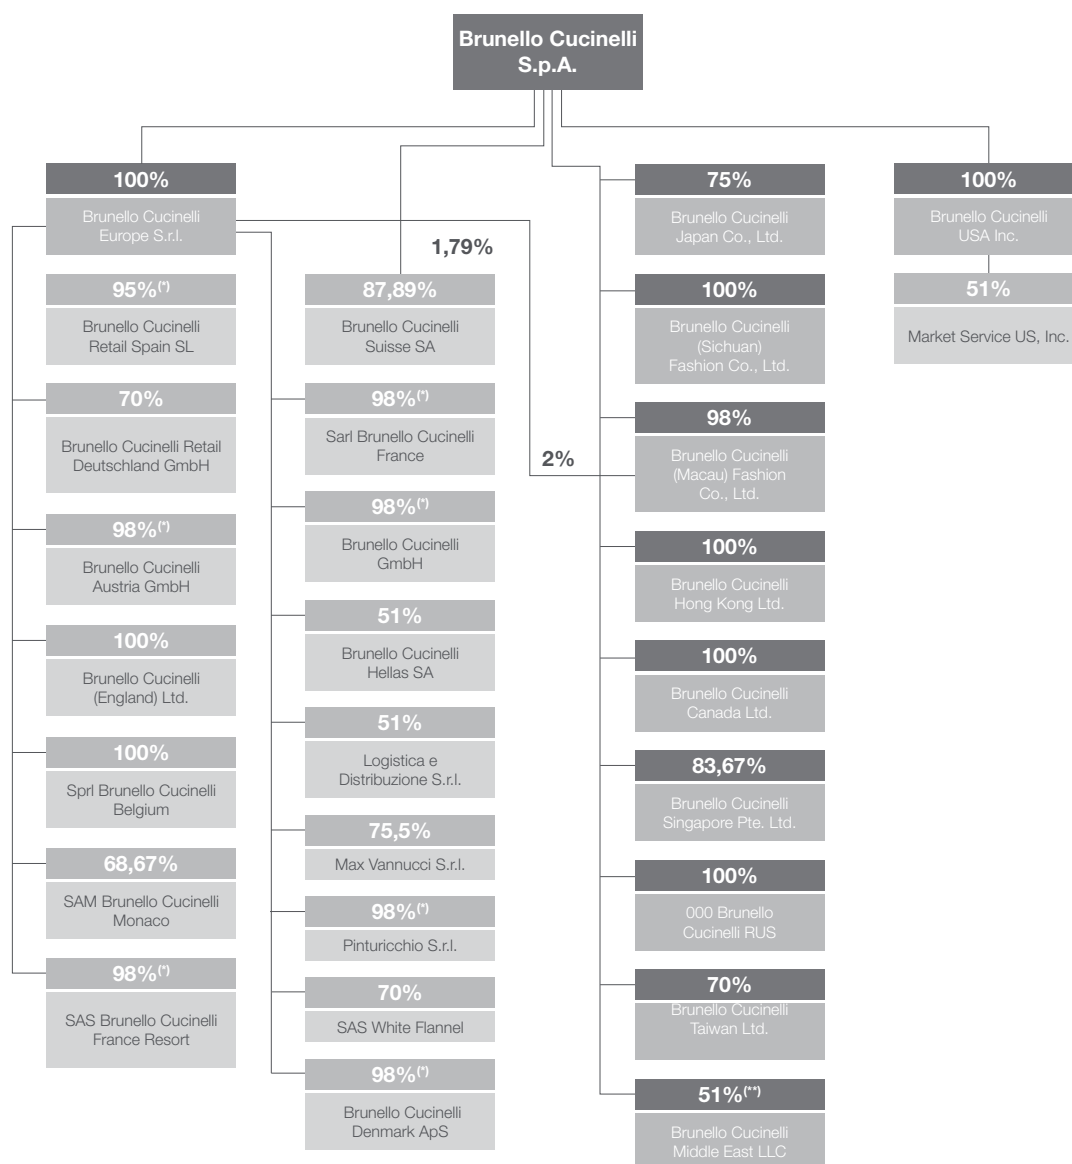 Brunello Cucinelli
S.p.A.
100%
Brunello Cucinelli
Europe S.r.l.
95%(*)
Brunello Cucinelli
Retail Spain SL
70%
Brunello Cucinelli Retail
Deutschland GmbH
98%(*)
Brunello Cucinelli
Austria GmbH
100%
Brunello Cucinelli
(England) Ltd.
100%
Sprl Brunello Cucinelli
Belgium
68,67%
SAM Brunello Cucinelli
Monaco
98%(*)
SAS Brunello Cucinelli
France Resort
1,79%
87,89%
Brunello Cucinelli
Suisse SA
98%(*)
Sarl Brunello Cucinelli
France
98%(*)
Brunello Cucinelli
GmbH
51%
Brunello Cucinelli
Hellas SA
51%
Logistica e
Distribuzione S.r.l.
75,5%
Max Vannucci S.r.l.
98%(*)
Pinturicchio S.r.l.
70%
SAS White Flannel
98%(*)
Brunello Cucinelli
Denmark ApS
2%
75%
Brunello Cucinelli
Japan Co., Ltd.
100%
Brunello Cucinelli
(Sichuan)
Fashion Co., Ltd.
98%
Brunello Cucinelli
(Macau) Fashion
Co., Ltd.
100%
Brunello Cucinelli
Hong Kong Ltd.
100%
Brunello Cucinelli
Canada Ltd.
83,67%
Brunello Cucinelli
Singapore Pte. Ltd.
100%
000 Brunello
Cucinelli RUS
70%
Brunello Cucinelli
Taiwan Ltd.
51%(**)
Brunello Cucinelli
Middle East LLC
100%
Brunello Cucinelli
USA Inc.
51%
Market Service US, Inc.